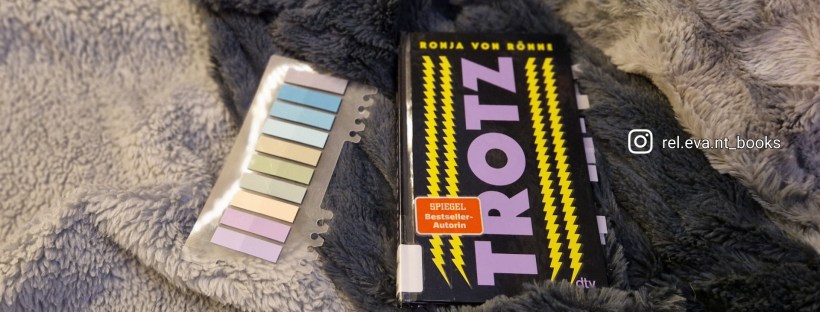 RONJA VON RÖNNE
TROTZ
SPIEGEL
Bestseller-
Autorin
dtv
rel.eva.nt_books